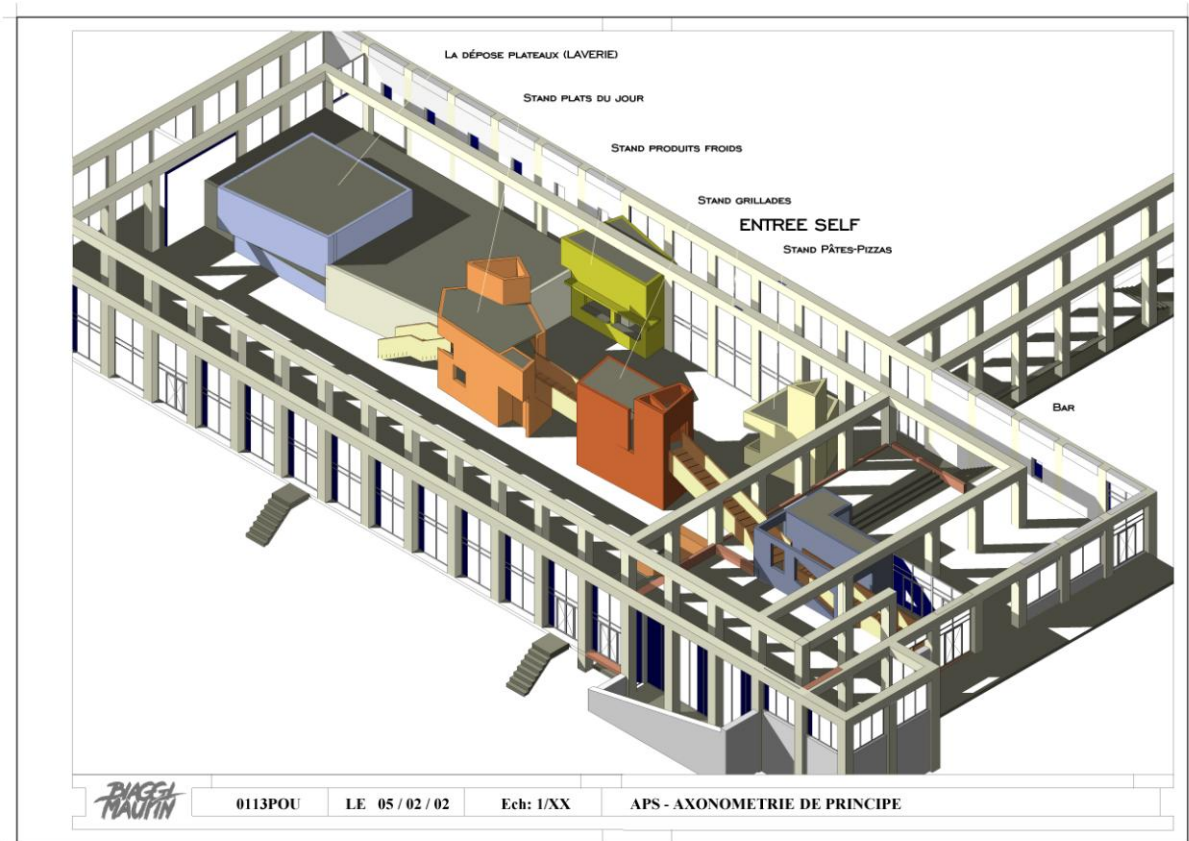 LA DÉPOSE PLATEAUX (LAVERIE)
STAND PLATS DU JOUR
STAND PRODUITS FROIDS
STAND GRILLADES
ENTREE SELF
STAND PÂTES-PIZZAS
BAR
BIAGGI
MAURIN
0113POU
LE 05 / 02 / 02
Ech: 1/XX
APS - AXONOMETRIE DE PRINCIPE